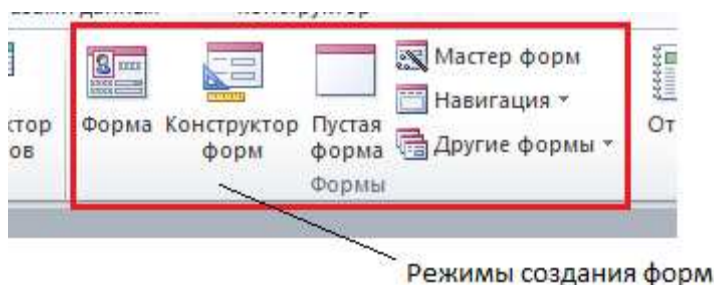 Мастер форм
Навигация
Форма Конструктор форм Пустая форма
Другие формы
Формы
Режимы создания форм